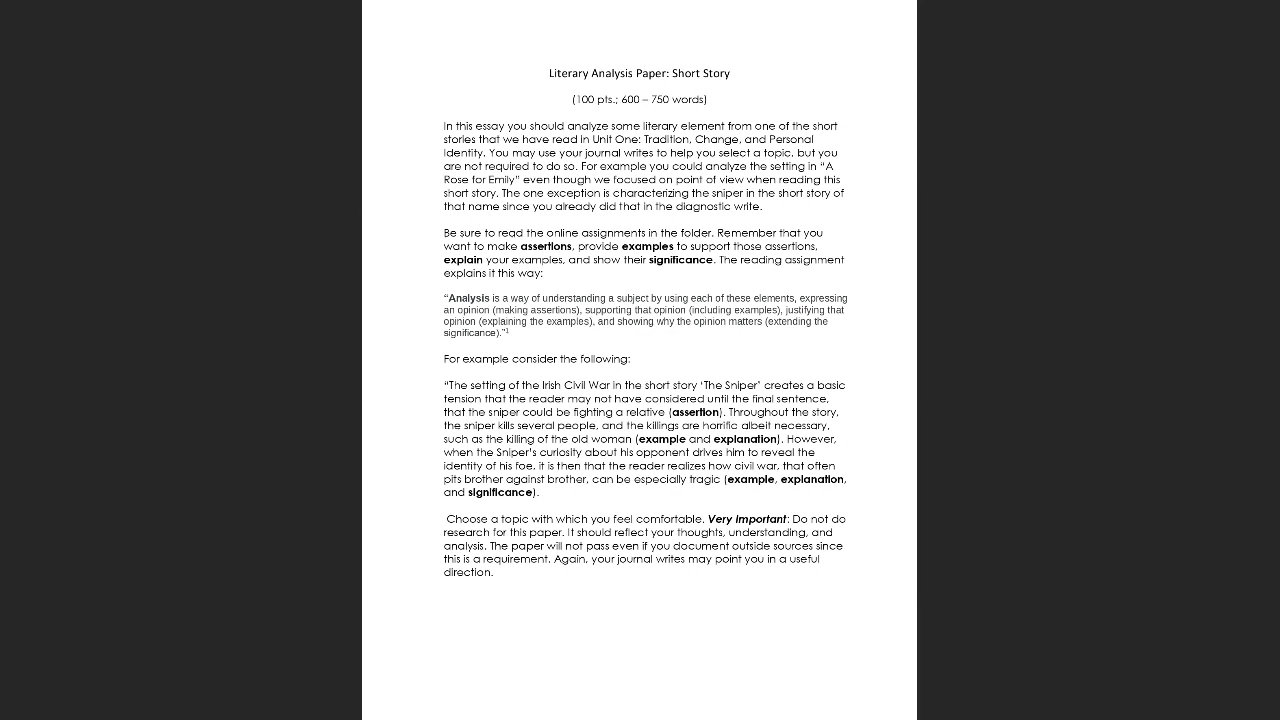 Literary Analysis Paper: Short Story
(100 pts.; 600 – 750 words)
In this essay you should analyze some literary element from one of the short
stories that we have read in Unit One: Tradition, Change, and Personal
Identity. You may use your journal writes to help you select a topic, but you
are not required to do so. For example you could analyze the setting in “A
Rose for Emily” even though we focused on point of view when reading this
short story. The one exception is characterizing the sniper in the short story of
that name since you already did that in the diagnostic write.
Be sure to read the online assignments in the folder. Remember that you
want to make assertions, provide examples to support those assertions,
explain your examples, and show their significance. The reading assignment
explains it this way:
“Analysis is a way of understanding a subject by using each of these elements, expressing
an opinion (making assertions), supporting that opinion (including examples), justifying that
opinion (explaining the examples), and showing why the opinion matters (extending the
significance).”1
For example consider the following:
“The setting of the Irish Civil War in the short story ‘The Sniper’ creates a basic
tension that the reader may not have considered until the final sentence,
that the sniper could be fighting a relative (assertion). Throughout the story,
the sniper kills several people, and the killings are horrific albeit necessary,
such as the killing of the old woman (example and explanation). However,
when the Sniper’s curiosity about his opponent drives him to reveal the
identity of his foe, it is then that the reader realizes how civil war, that often
pits brother against brother, can be especially tragic (example, explanation,
and significance).
Choose a topic with which you feel comfortable. Very Important: Do not do
research for this paper. It should reflect your thoughts, understanding, and
analysis. The paper will not pass even if you document outside sources since
this is a requirement. Again, your journal writes may point you in a useful
direction.